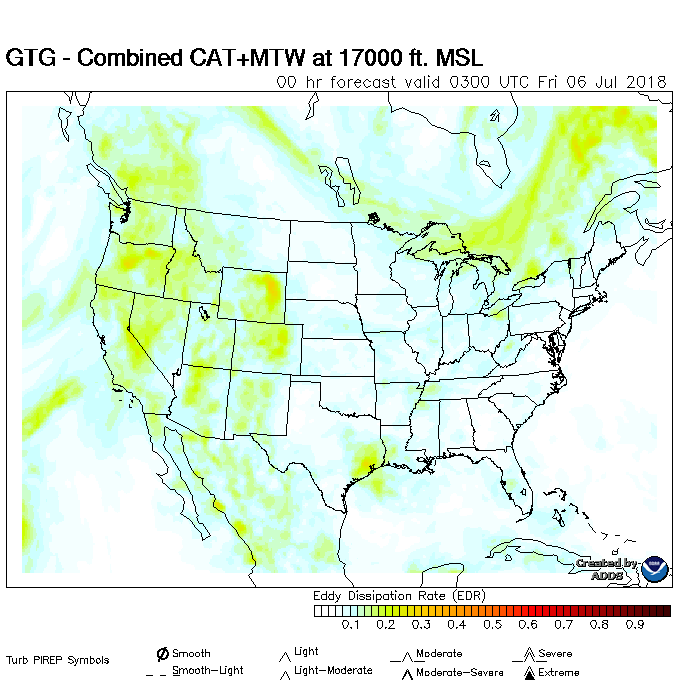 GTG - Combined CAT+MTW at 17000 ft. MSL
00 hr forecast valid 0300 UTC Fri 06 Jul 2018
Created by
ADDS
Eddy Dissipation Rate (EDR)
0.1 0.2 0.3 0.4 0.5 0.6 0.7 0.8 0.9
Smooth Light Moderate Severe
Turb PIREP Symbols
Smooth-Light Light-Moderate Moderate-Severe Extreme